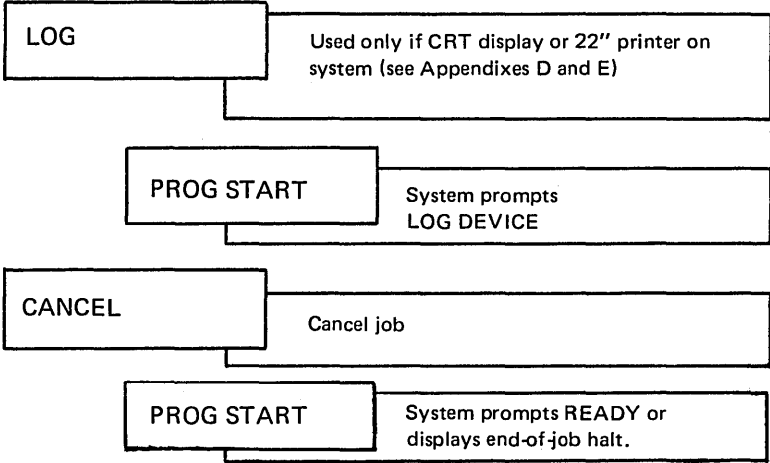 LOG
Used only if CRT display or 22" printer on
system (see Appendixes D and E)
PROG START
System prompts
LOG DEVICE
CANCEL
Cancel job
PROG START
System prompts READY or
displays end-of-job halt.